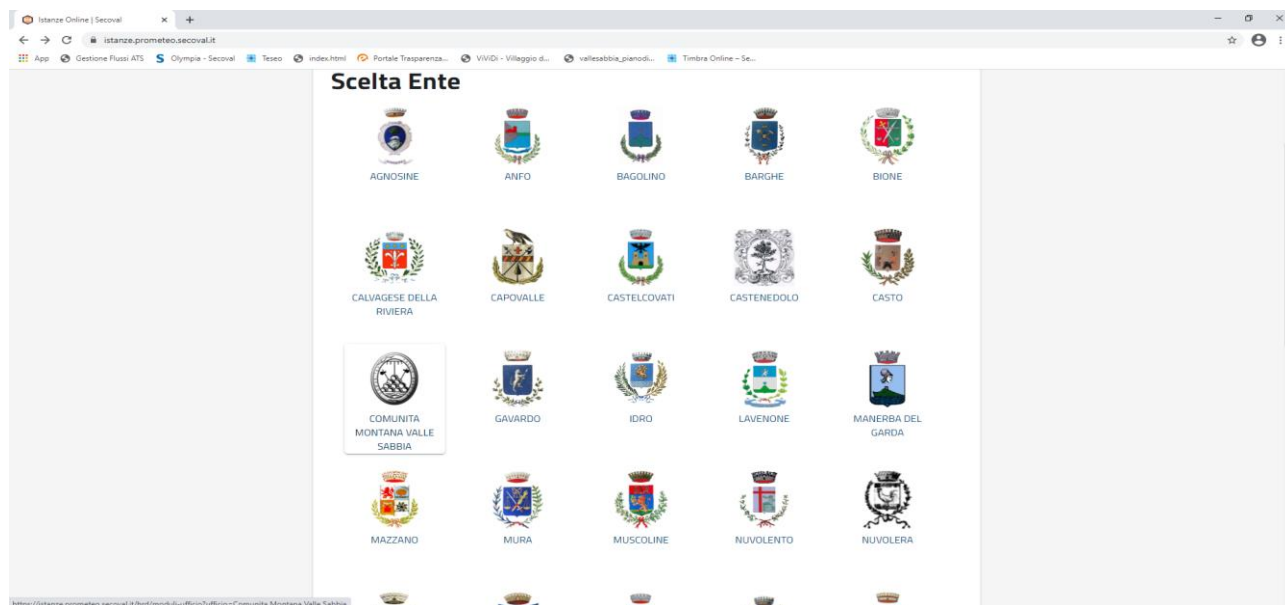 Istanze Online | Secoval
istanze.prometeo.secoval.it
App Gestione Flussi ATS Olympia - Secoval Teseo index.html Portale Trasparenza... ViViDi - Villaggio d... vallesabbia_pianodi... Timbra Online – Se...
Scelta Ente
AGNOSINE ANFO BAGOLINO BARGHE BIONE
CALVAGESE DELLA RIVIERA CAPOVALLE CASTELCOVATI CASTENEDOLO CASTO
COMUNITA MONTANA VALLE SABBIA GAVARDO IDRO LAVENONE MANERBA DEL GARDA
MAZZANO MURA MUSCOLINE NUVOLENTO NUVOLERA